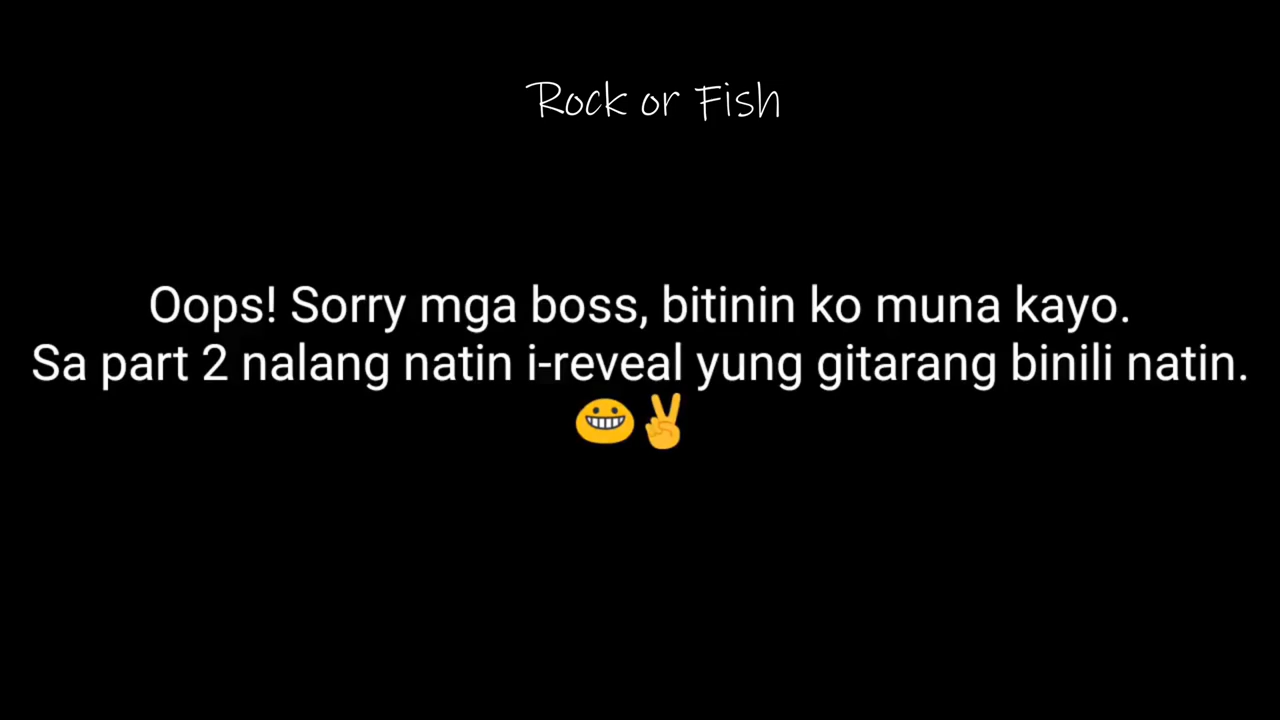 Rock or Fish
Oops! Sorry mga boss, bitinin ko muna kayo.
Sa part 2 nalang natin i-reveal yung gitarang binili natin.
😀✌